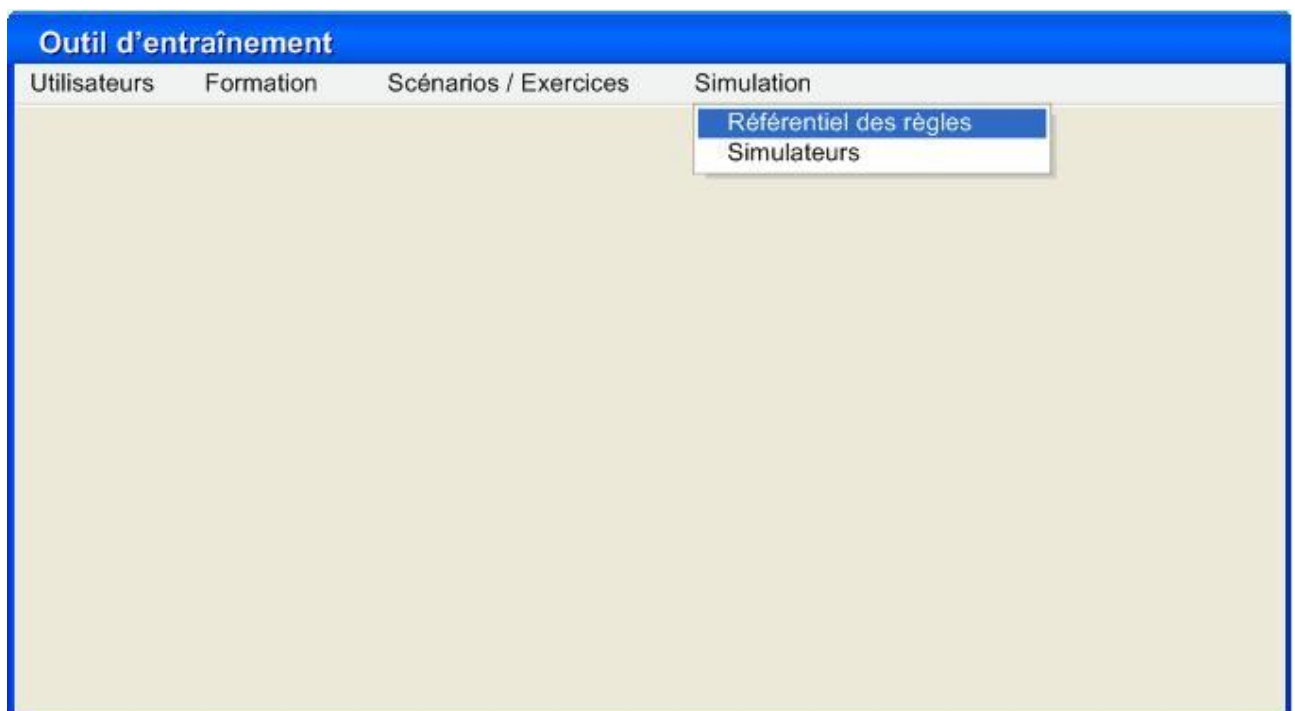 Outil d’entraînement
Utilisateurs Formation Scénarios / Exercices Simulation
Référentiel des règles
Simulateurs